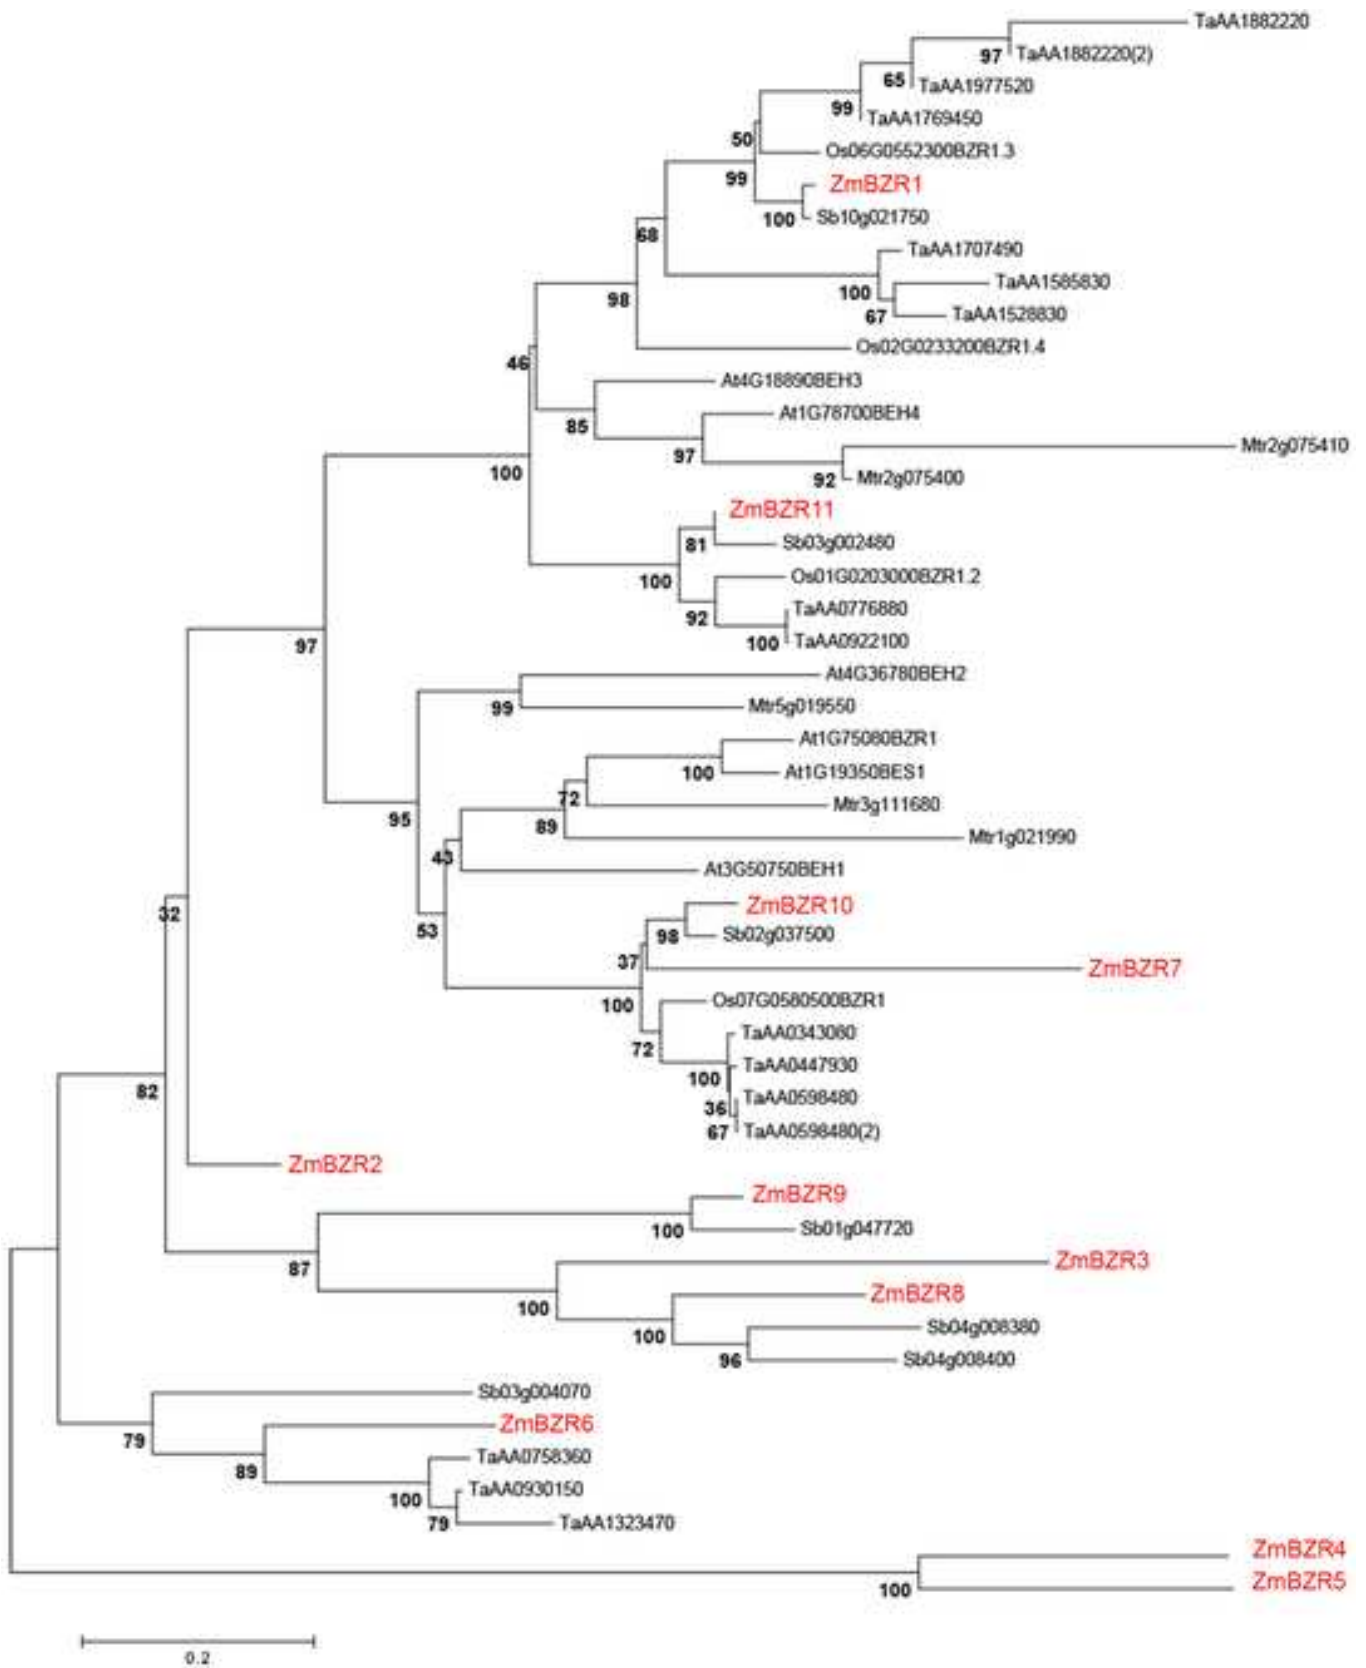 TaAA1882220
97
TaAA1882220(2)
65
TaAA1977520
99
TaAA1769450
50
Os06G0552300BZR1.3
99
ZmBZR1
100
Sb10g021750
68
TaAA1707490
100
TaAA1585830
98
67
TaAA1528830
Os02G0233200BZR1.4
46
At4G18890BEH3
85
At1G78700BEH4
97
Mtr2g075410
100
92
Mtr2g075400
ZmBZR11
81
Sb03g002480
100
Os01G0203000BZR1.2
92
TaAA0776880
100
TaAA0922100
97
At4G36780BEH2
99
Mtr5g019550
At1G75080BZR1
100
At1G19350BES1
72
Mtr3g111680
95
89
Mtr1g021990
43
At3G50750BEH1
32
ZmBZR10
53
98
Sb02g037500
37
ZmBZR7
100
Os07G0580500BZR1
72
TaAA0343080
100
TaAA0447930
82
36
TaAA0598480
67
TaAA0598480(2)
ZmBZR2
ZmBZR9
100
Sb01g047720
87
ZmBZR3
100
ZmBZR8
100
Sb04g008380
96
Sb04g008400
Sb03g004070
79
ZmBZR6
89
TaAA0758360
100
TaAA0930150
79
TaAA1323470
ZmBZR4
100
ZmBZR5
0.2